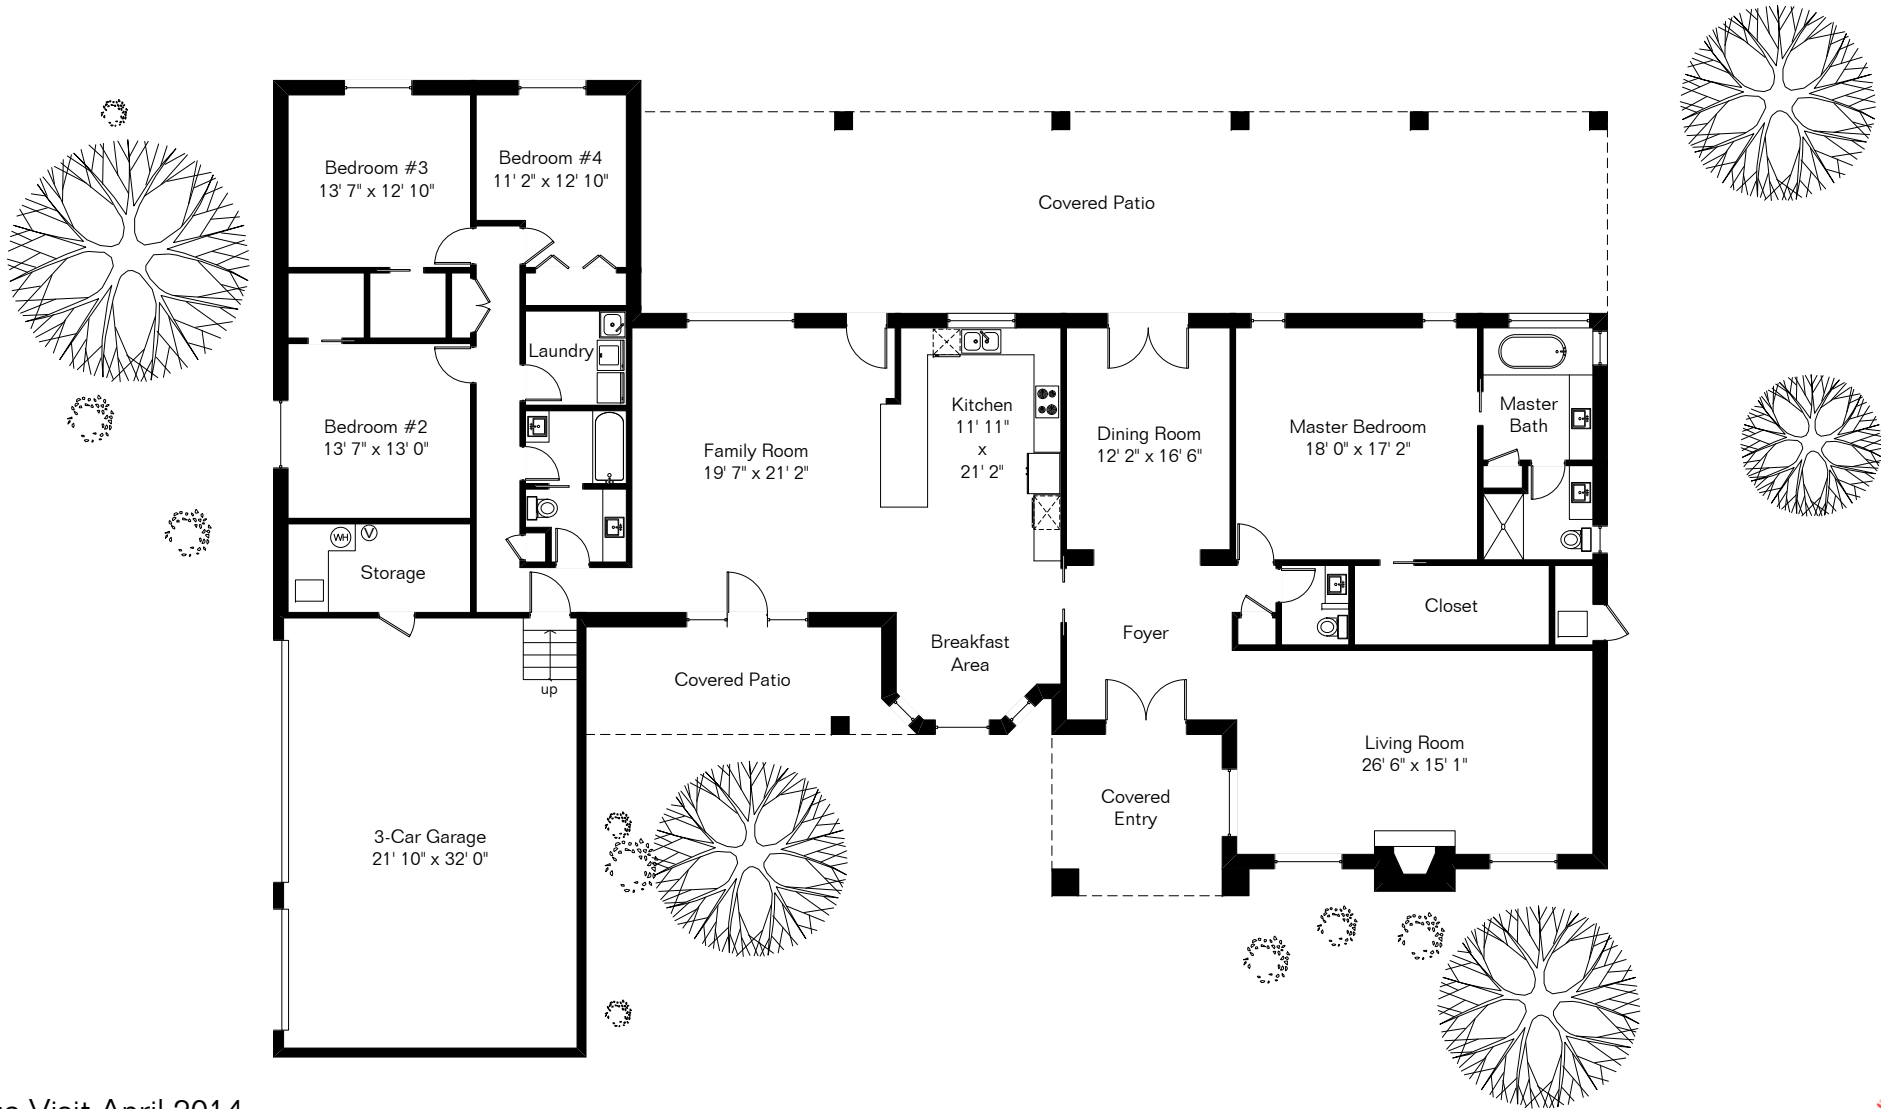 Bedroom #3
13' 7" x 12' 10"
Bedroom #4
11' 2" x 12' 10"
Covered Patio
Laundry
Bedroom #2
13' 7" x 13' 0"
Family Room
19' 7" x 21' 2"
Kitchen
11' 11"
x
21' 2"
Dining Room
12' 2" x 16' 6"
Master Bedroom
18' 0" x 17' 2"
Master
Bath
WH
V
Storage
Closet
Foyer
Breakfast
Area
Covered Patio
up
Living Room
26' 6" x 15' 1"
Covered
Entry
3-Car Garage
21' 10" x 32' 0"
Visit April 2014